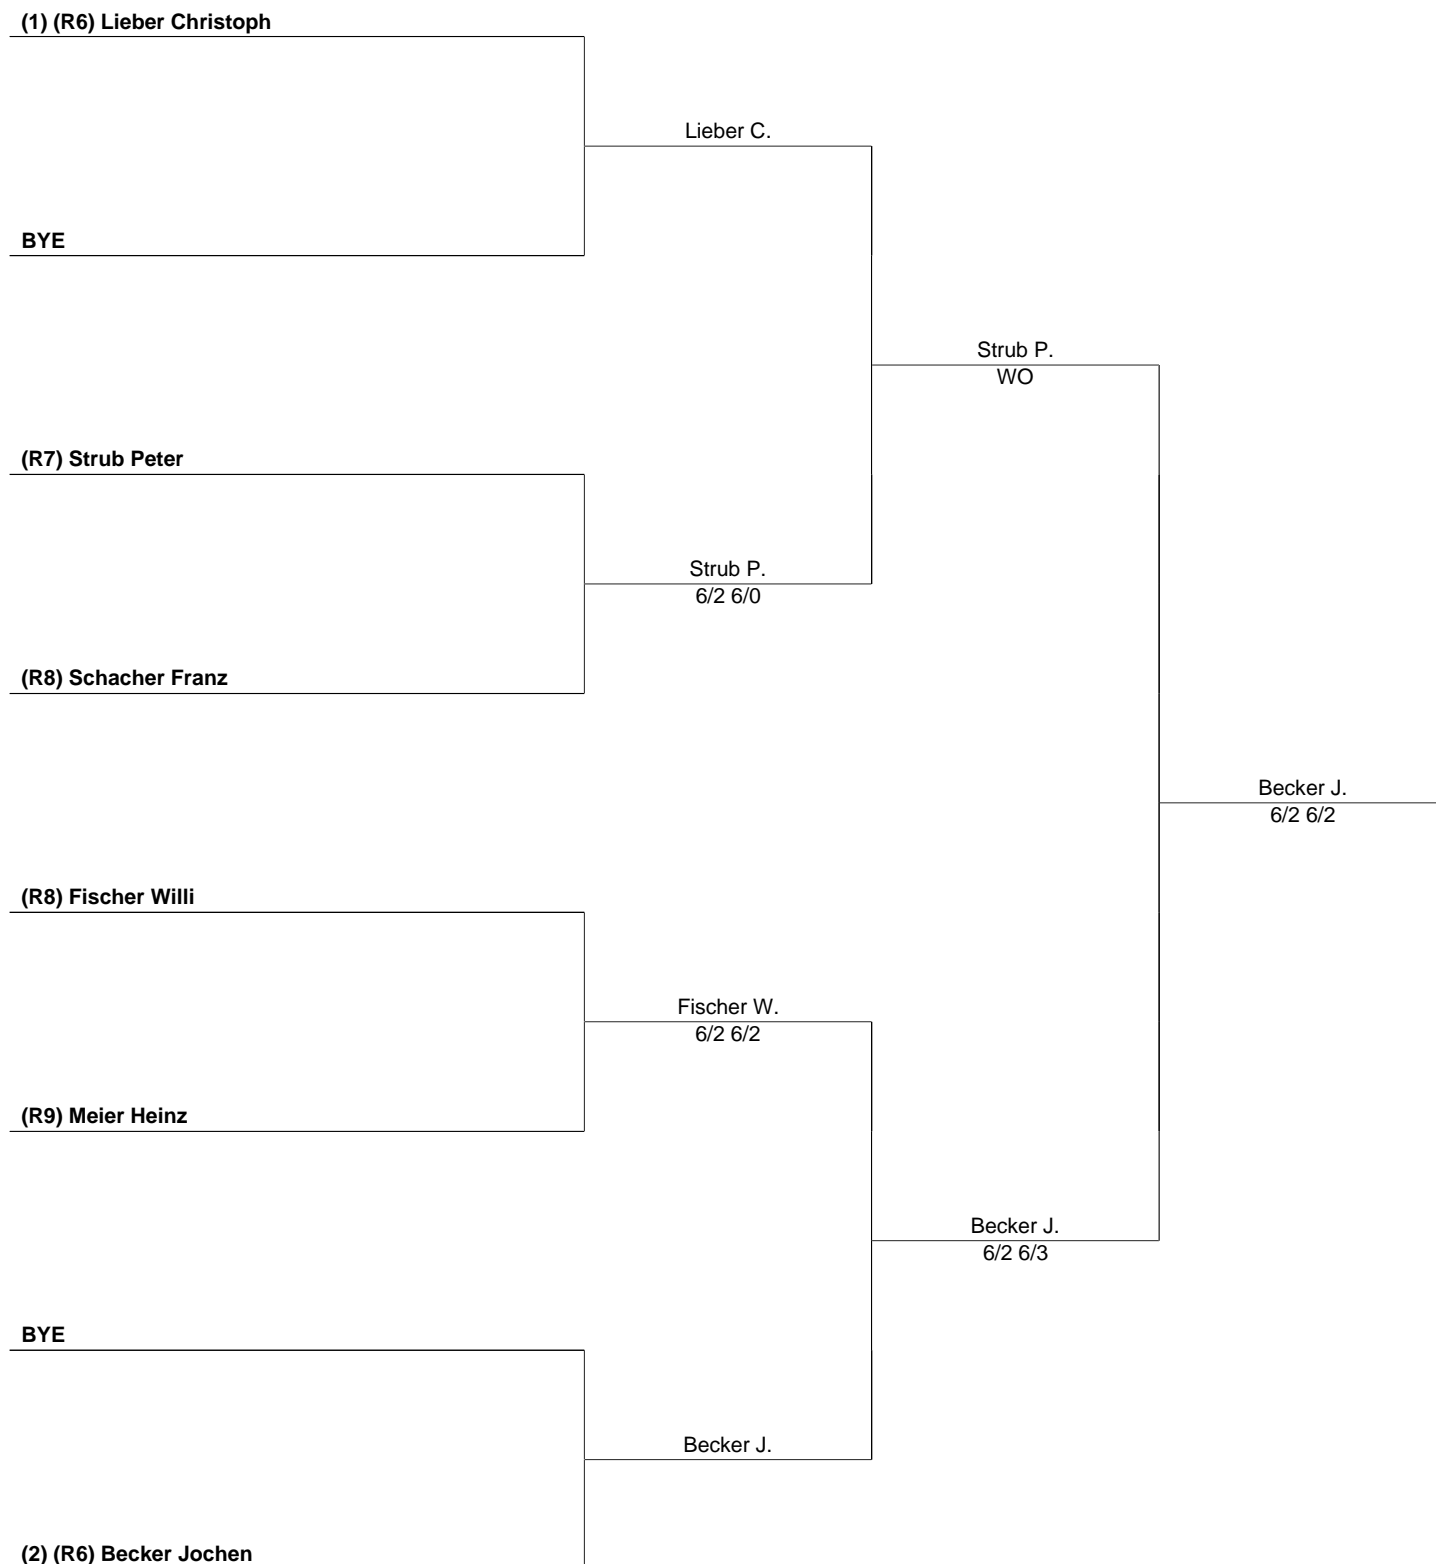 (1) (R6) Lieber Christoph
Lieber C.
BYE
Strub P.
WO
(R7) Strub Peter
Strub P.
6/2 6/0
(R8) Schacher Franz
Becker J.
6/2 6/2
(R8) Fischer Willi
Fischer W.
6/2 6/2
(R9) Meier Heinz
Becker J.
6/2 6/3
BYE
Becker J.
(2) (R6) Becker Jochen